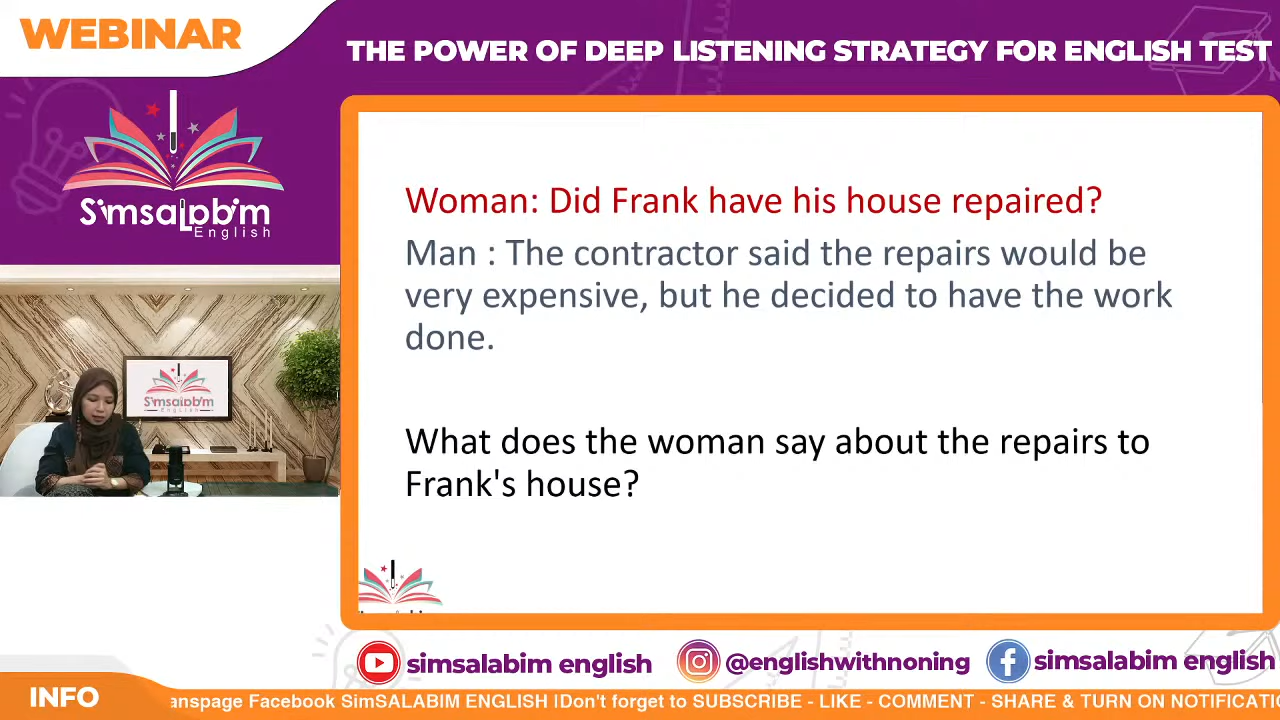 WEBINAR
THE POWER OF DEEP LISTENING STRATEGY FOR ENGLISH TEST
SimsaLabim
English
Woman: Did Frank have his house repaired?
Man : The contractor said the repairs would be
very expensive, but he decided to have the work
done.
What does the woman say about the repairs to
Frank's house?
Simsalabim
English
simsalabim english
@englishwithnoning
simsalabim english
INFO
anspage Facebook SimSALABIM ENGLISH IDon't forget to SUBSCRIBE - LIKE - COMMENT - SHARE & TURN ON NOTIFICATI